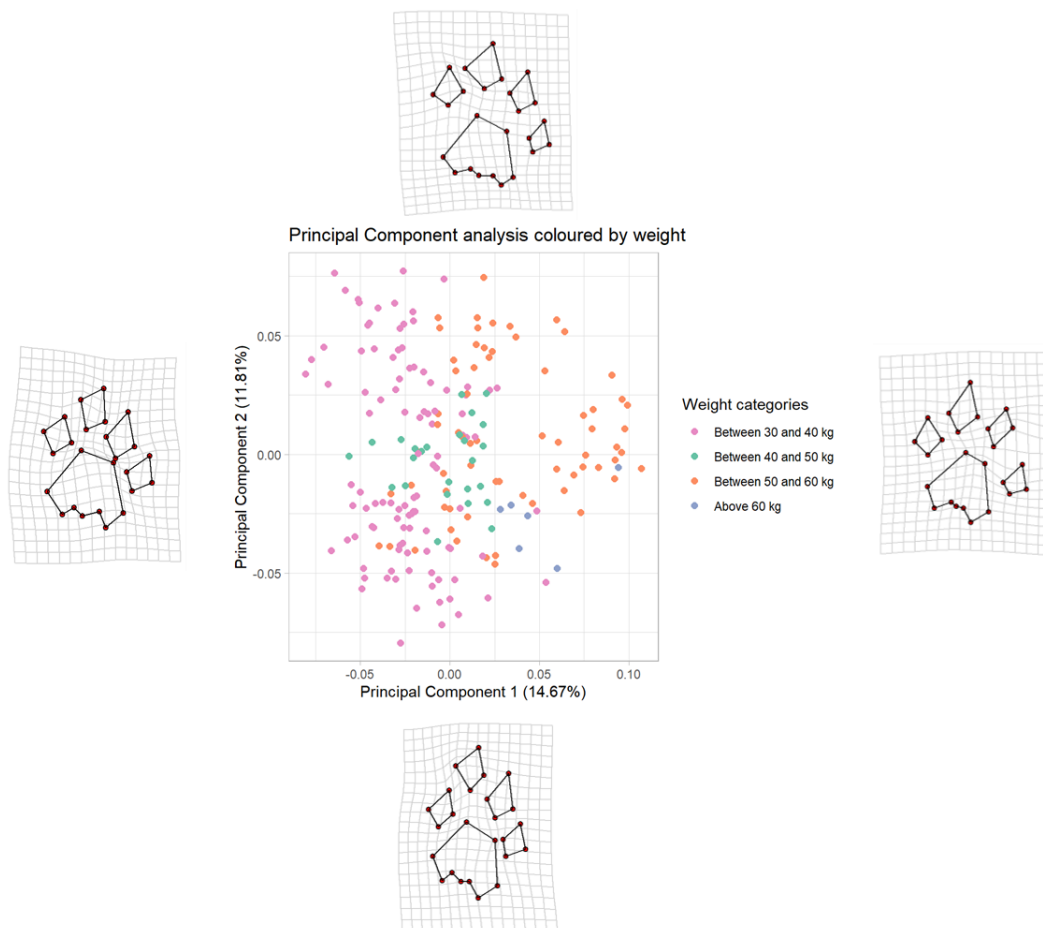 Principal Component analysis coloured by weight
Principal Component 2 (11.81%)
0.05
0.00
-0.05
-0.05
0.00
0.05
0.10
Principal Component 1 (14.67%)
Weight categories
Between 30 and 40 kg
Between 40 and 50 kg
Between 50 and 60 kg
Above 60 kg